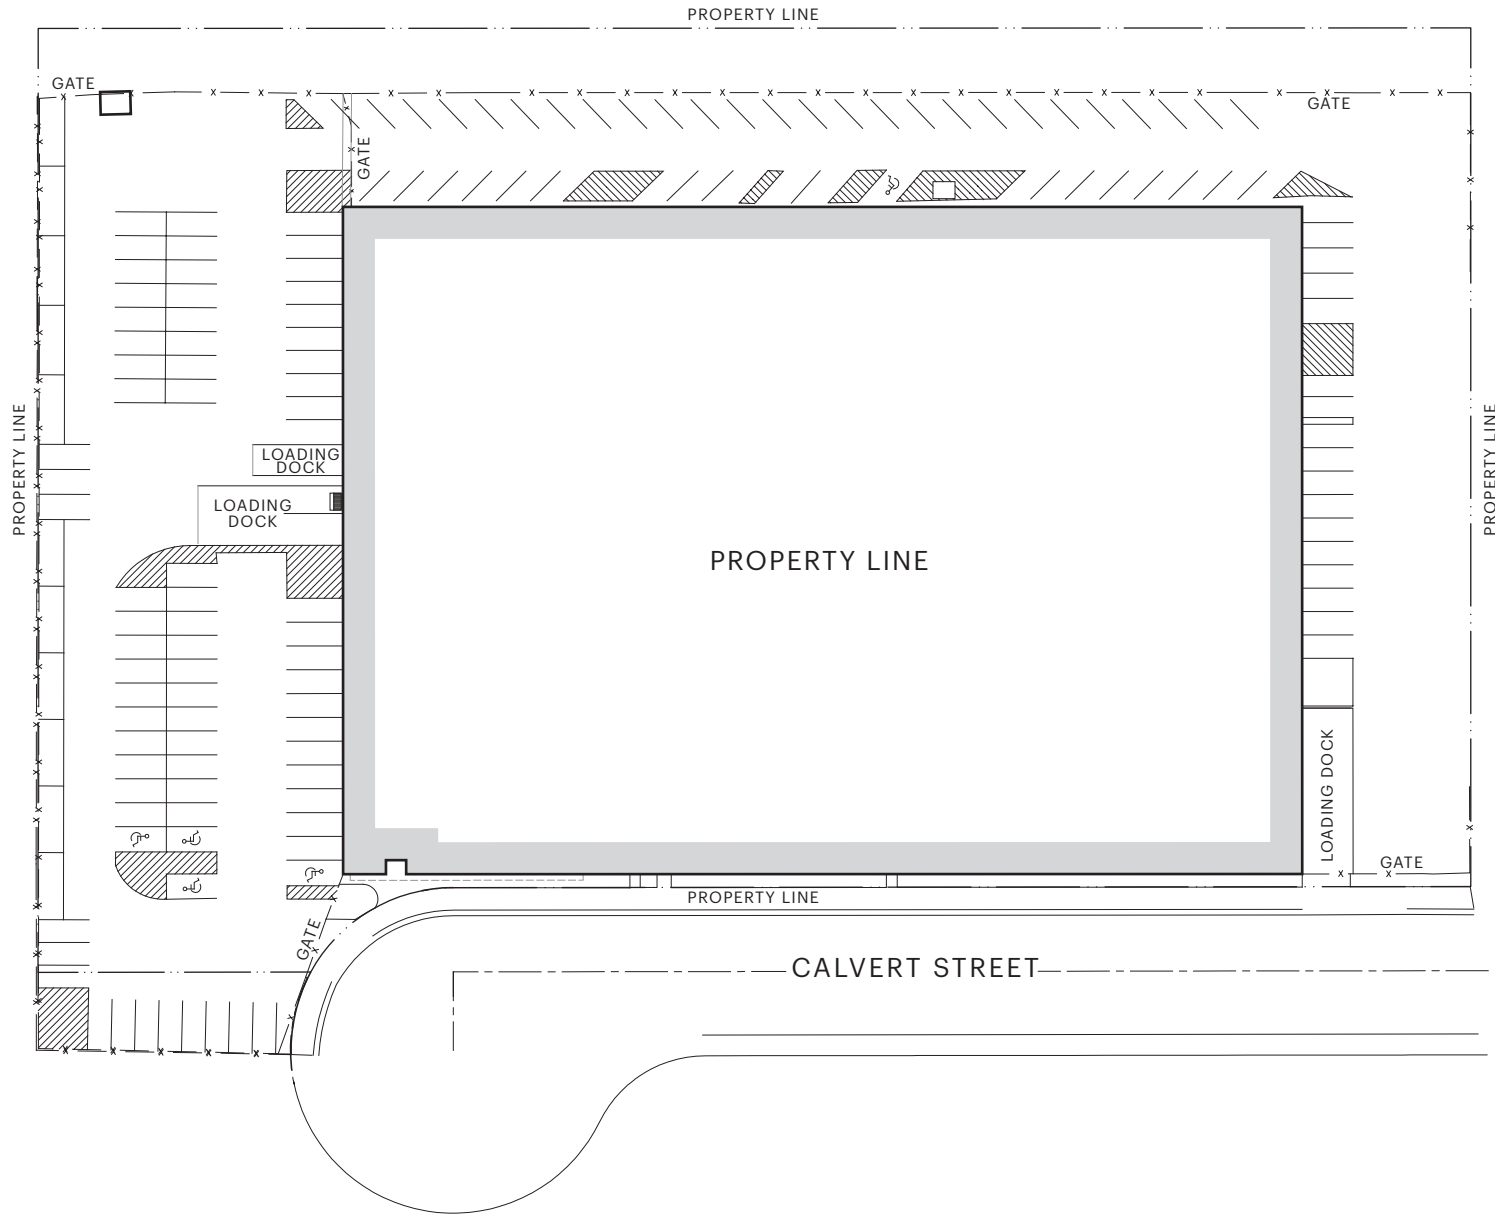 PROPERTY LINE
GATE
GATE
GATE
PROPERTY LINE
PROPERTY LINE
LOADING
DOCK
LOADING
DOCK
PROPERTY LINE
LOADING DOCK
GATE
PROPERTY LINE
GATE
CALVERT STREET